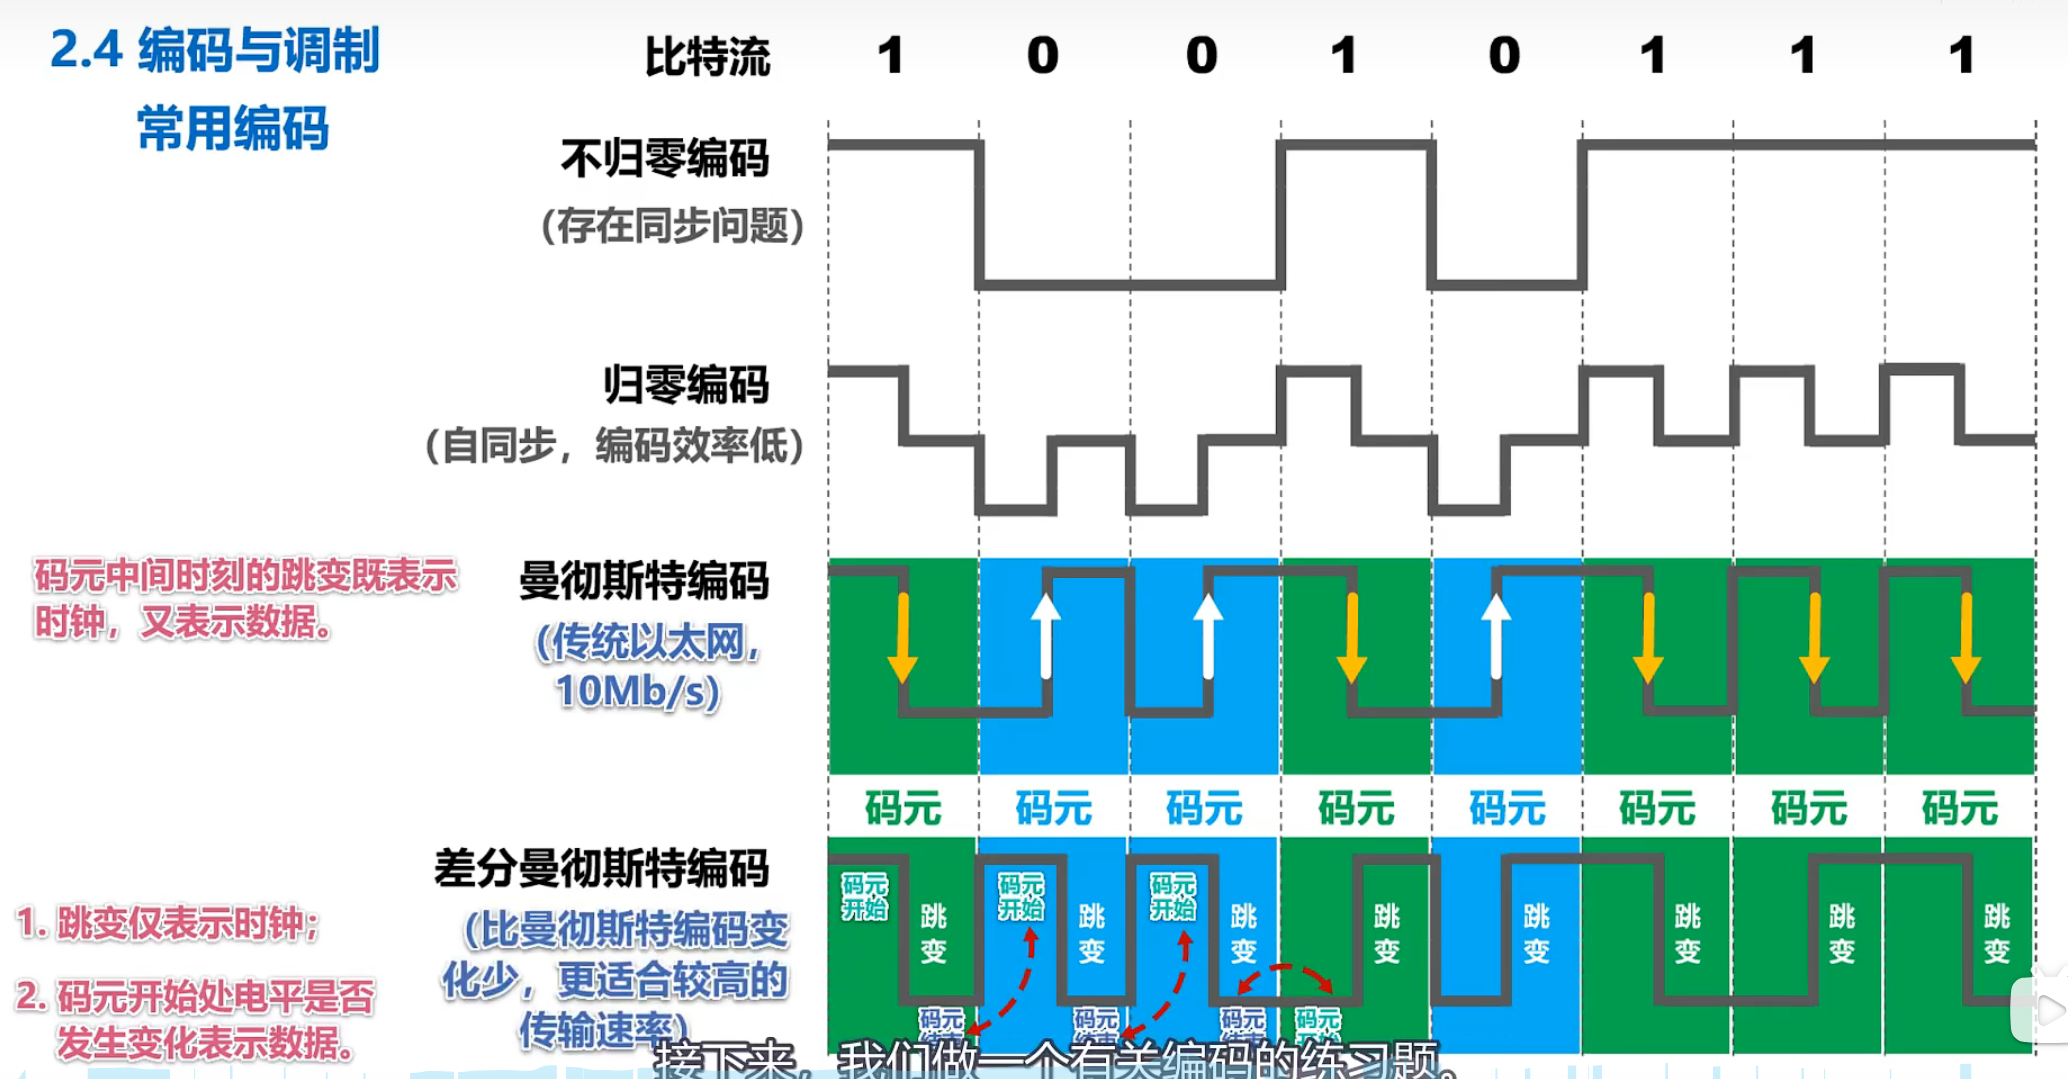 2.4 编码与调制
常用编码
比特流 1 0 0 1 0 1 1 1
不归零编码
（存在同步问题）
归零编码
（自同步，编码效率低）
码元中间时刻的跳变既表示
时钟，又表示数据。
曼彻斯特编码
（传统以太网，
10Mb/s）
码元 码元 码元 码元 码元 码元 码元 码元
差分曼彻斯特编码
（比曼彻斯特编码变
化少，更适合较高的
传输速率）
1. 跳变仅表示时钟；
2. 码元开始处电平是否
发生变化表示数据。
码元
开始
跳
变
码元
码元
开始
跳
变
码元
码元
开始
跳
变
码元
码元
跳
变
跳
变
跳
变
跳
变
跳
变
接下来，我们做一个有关编码的练习题。